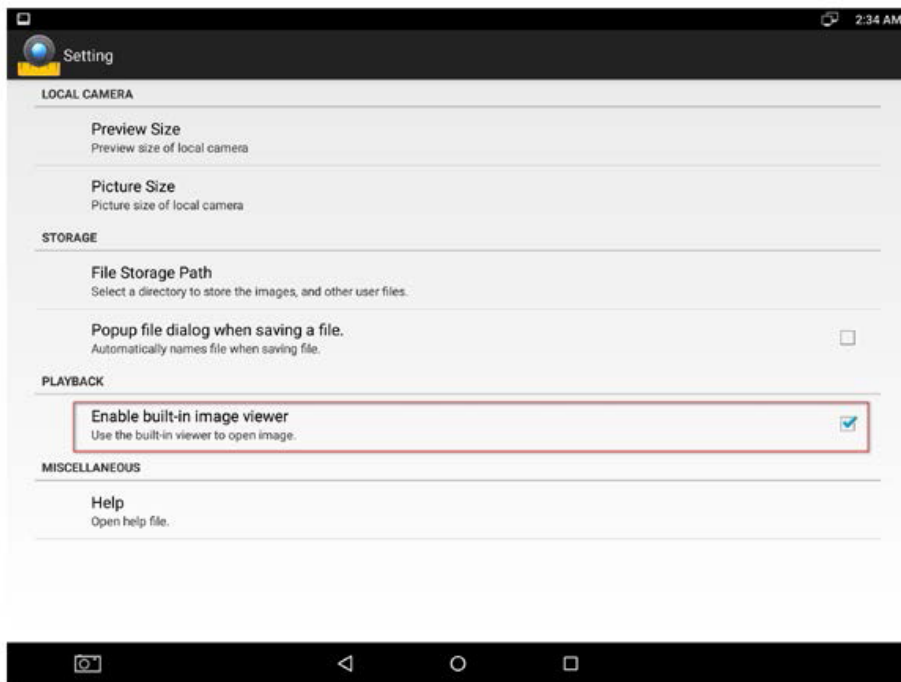 2:34 AM
Setting
LOCAL CAMERA
Preview Size
Preview size of local camera
Picture Size
Picture size of local camera
STORAGE
File Storage Path
Select a directory to store the images, and other user files.
Popup file dialog when saving a file.
Automatically names file when saving file.
PLAYBACK
Enable built-in image viewer
Use the built-in viewer to open image.
MISCELLANEOUS
Help
Open help file.